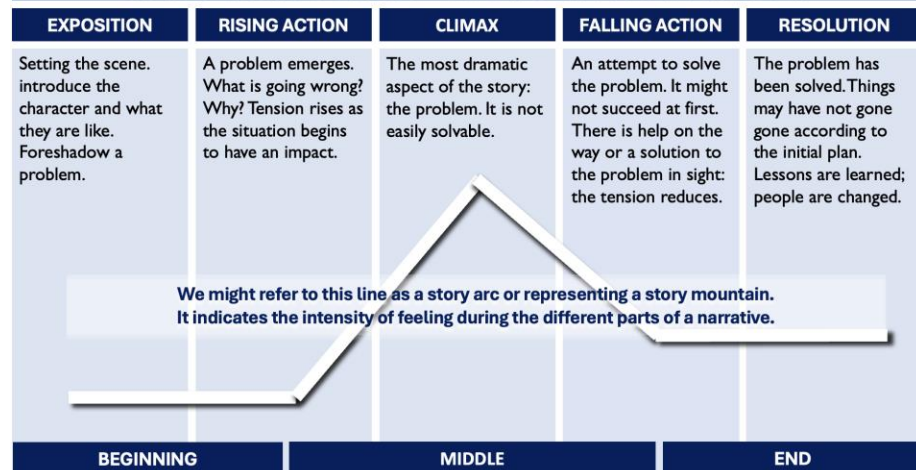 EXPOSITION
Setting the scene.
introduce the
character and what
they are like.
Foreshadow a
problem.
RISING ACTION
A problem emerges.
What is going wrong?
Why? Tension rises as
the situation begins
to have an impact.
CLIMAX
The most dramatic
aspect of the story:
the problem. It is not
easily solvable.
FALLING ACTION
An attempt to solve
the problem. It might
not succeed at first.
There is help on the
way or a solution to
the problem in sight:
the tension reduces.
RESOLUTION
The problem has
been solved. Things
may have not gone
gone according to
the initial plan.
Lessons are learned;
people are changed.
We might refer to this line as a story arc or representing a story mountain.
It indicates the intensity of feeling during the different parts of a narrative.
BEGINNING
MIDDLE
END